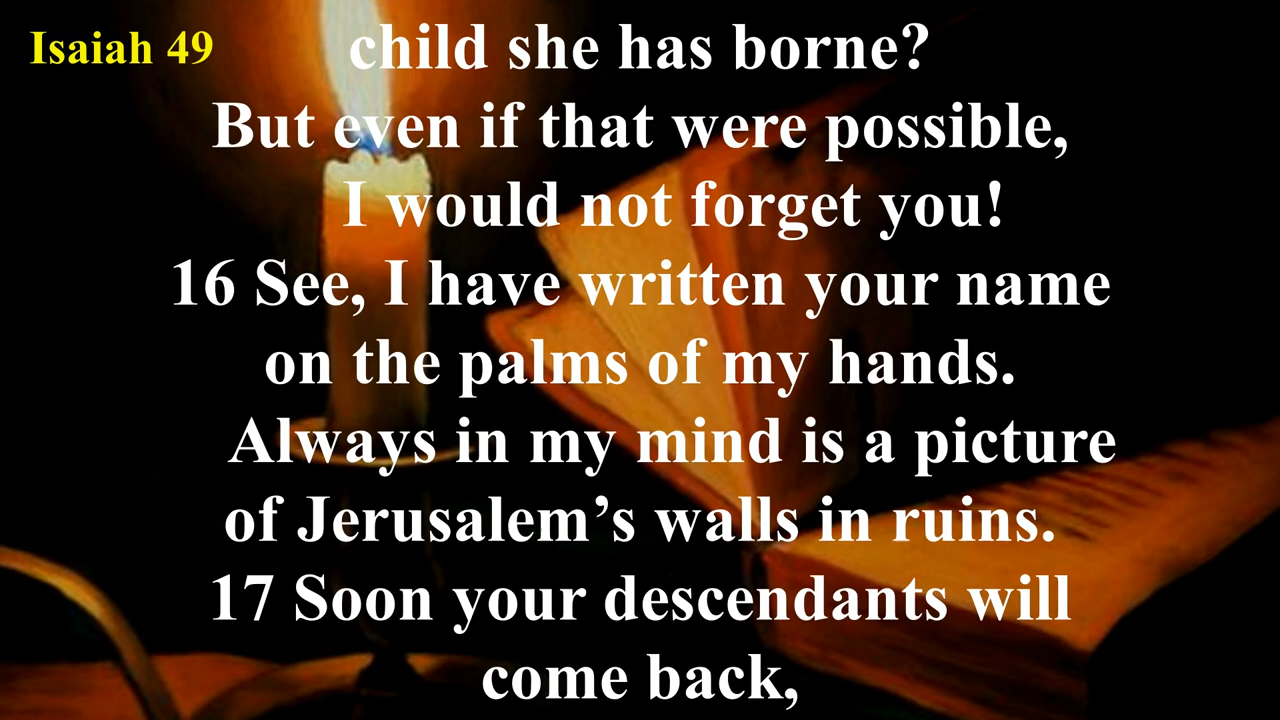 Isaiah 49
child she has borne?
But even if that were possible,
I would not forget you!
16 See, I have written your name
on the palms of my hands.
Always in my mind is a picture
of Jerusalem’s walls in ruins.
17 Soon your descendants will
come back,